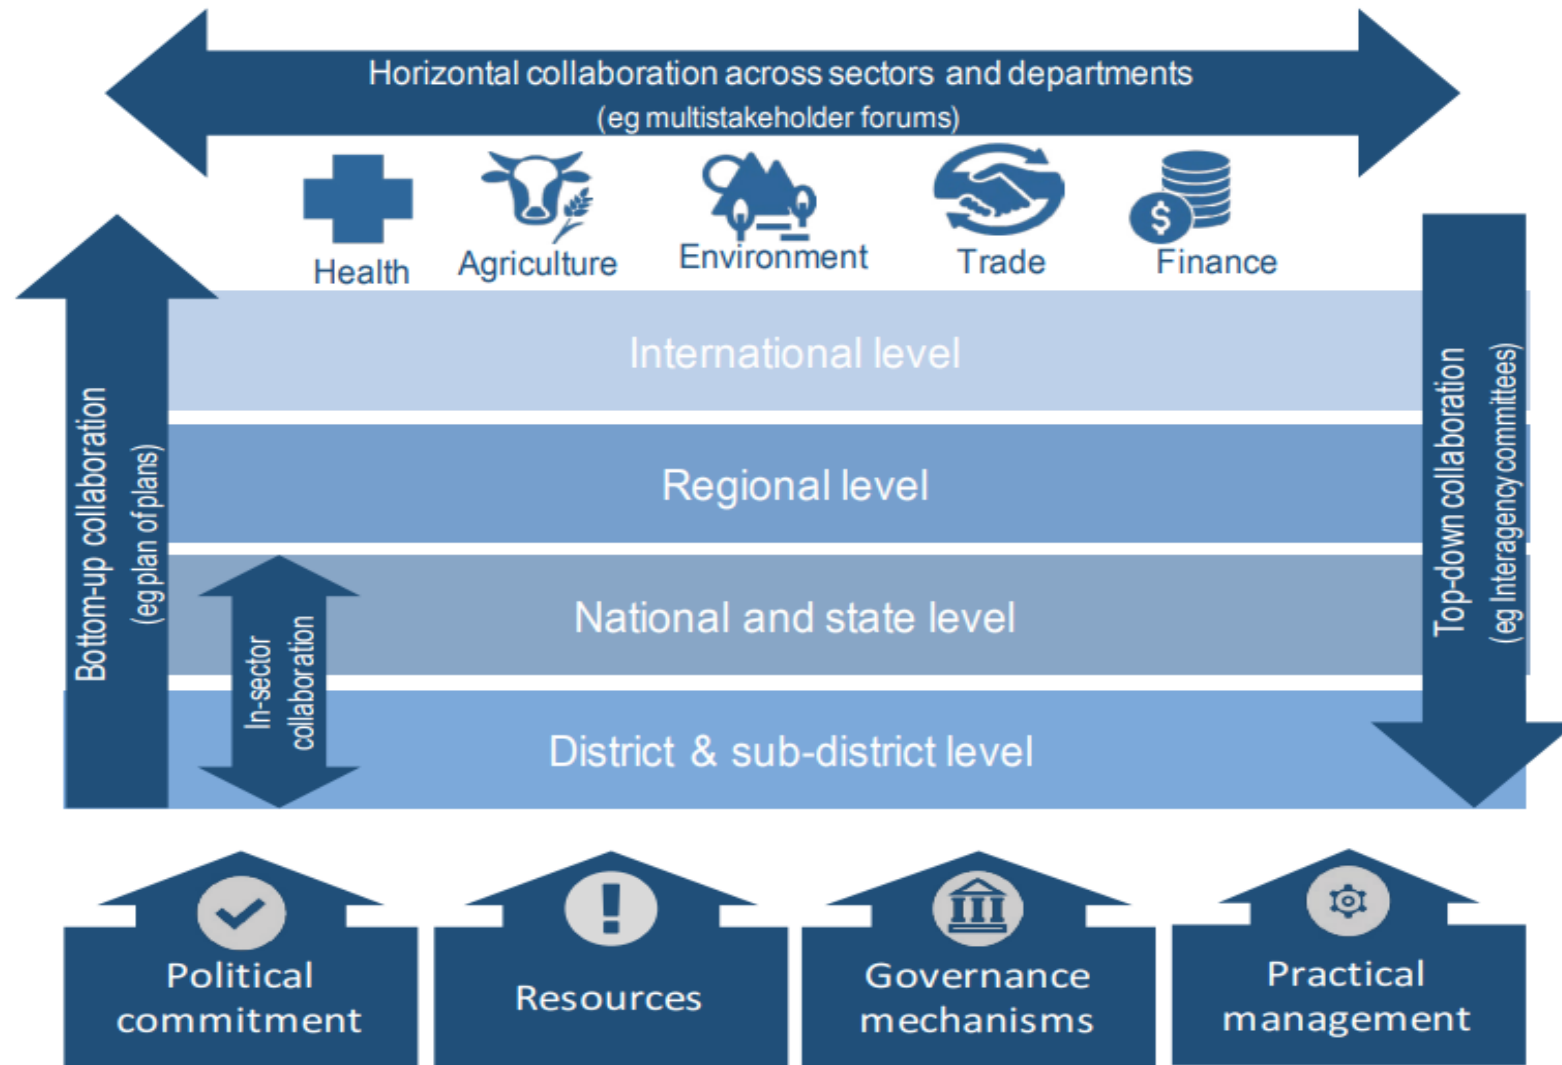 Horizontal collaboration across sectors and departments
(eg multistakeholder forums)
Health
Agriculture
Environment
Trade
Finance
Bottom-up collaboration
(eg plan of plans)
In-sector
collaboration
International level
Regional level
National and state level
District & sub-district level
Top-down collaboration
(eg Interagency committees)
Political
commitment
Resources
Governance
mechanisms
Practical
management